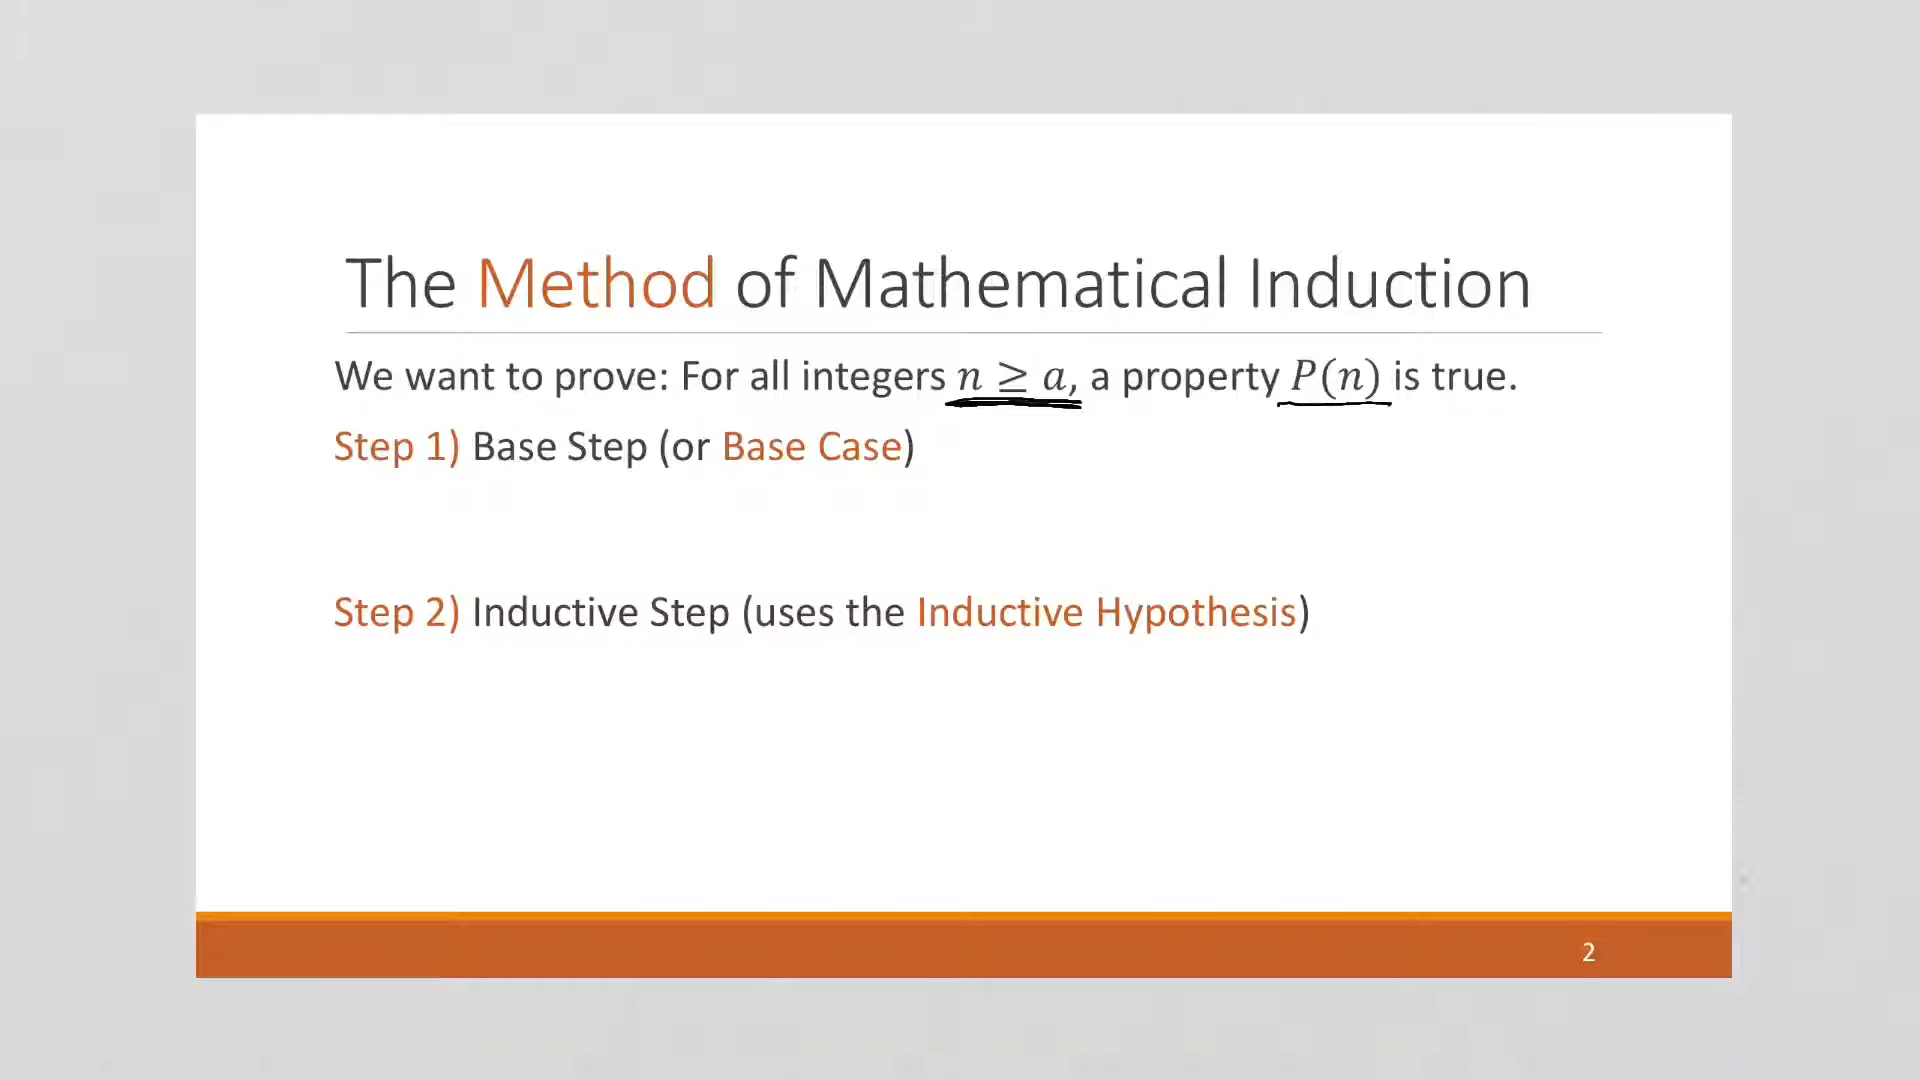 The Method of Mathematical Induction
We want to prove: For all integers n ≥ a, a property P(n) is true.
Step 1) Base Step (or Base Case)
Step 2) Inductive Step (uses the Inductive Hypothesis)
2